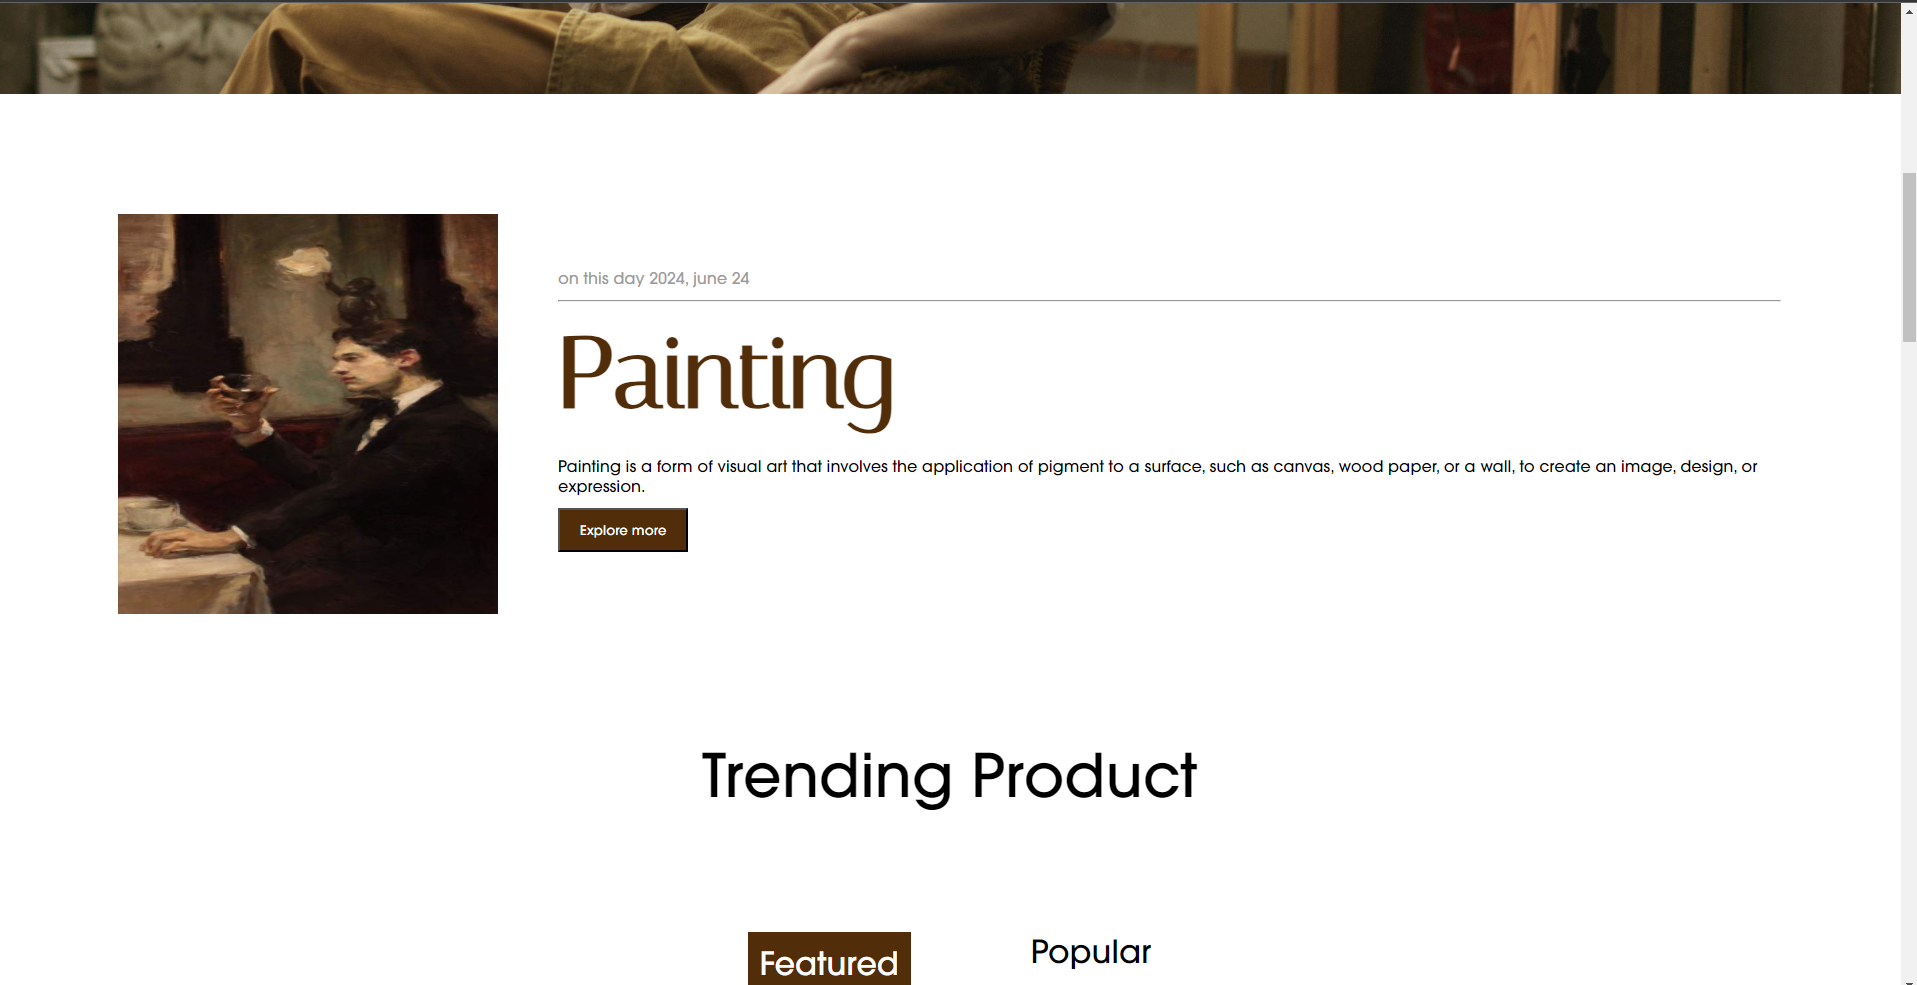 on this day 2024, june 24
Painting
Painting is a form of visual art that involves the application of pigment to a surface, such as canvas, wood paper, or a wall, to create an image, design, or
expression.
Explore more
Trending Product
Featured
Popular